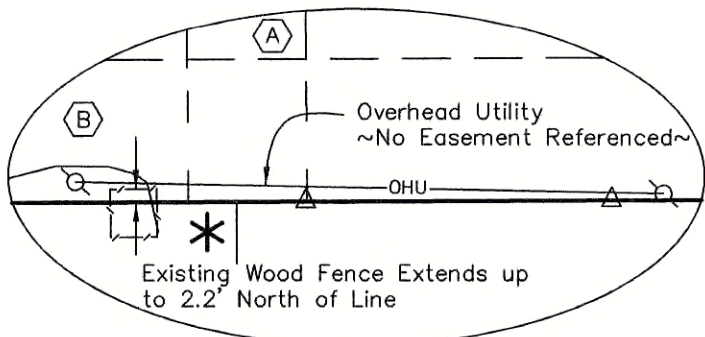 A
B
Overhead Utility
~No Easement Referenced~
OHU
Existing Wood Fence Extends up
to 2.2' North of Line